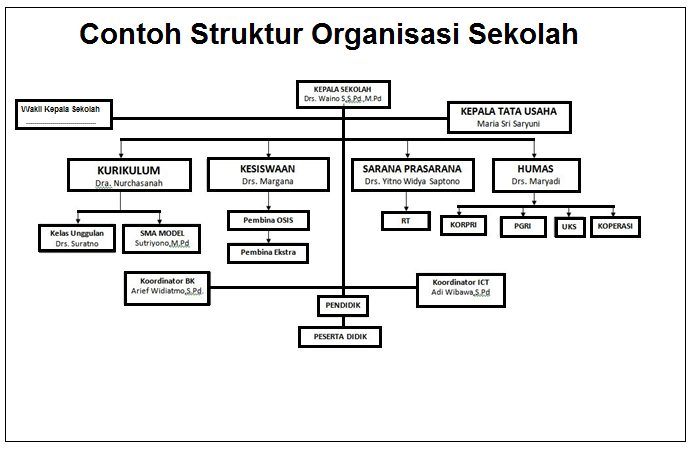 Contoh Struktur Organisasi Sekolah
KEPALA SEKOLAH
Drs. Waino S,S.Pd.,M.Pd
Wakil Kepala Sekolah
KEPALA TATA USAHA
Maria Sri Saryuni
KURIKULUM
Dra. Nurchasanah
KESISWAAN
Drs. Margana
SARANA PRASARANA
Drs. Yitno Widya Saptono
HUMAS
Drs. Maryadi
Kelas Unggulan
Drs. Suratno
SMA MODEL
Sutriyono,M.Pd
Pembina OSIS
Pembina Ekstra
RT
KORPRI
PGRI
UKS
KOPERASI
Koordinator BK
Arief Widiatmo,S.Pd.
Koordinator ICT
Adi Wibawa,S.Pd
PENDIDIK
PESERTA DIDIK